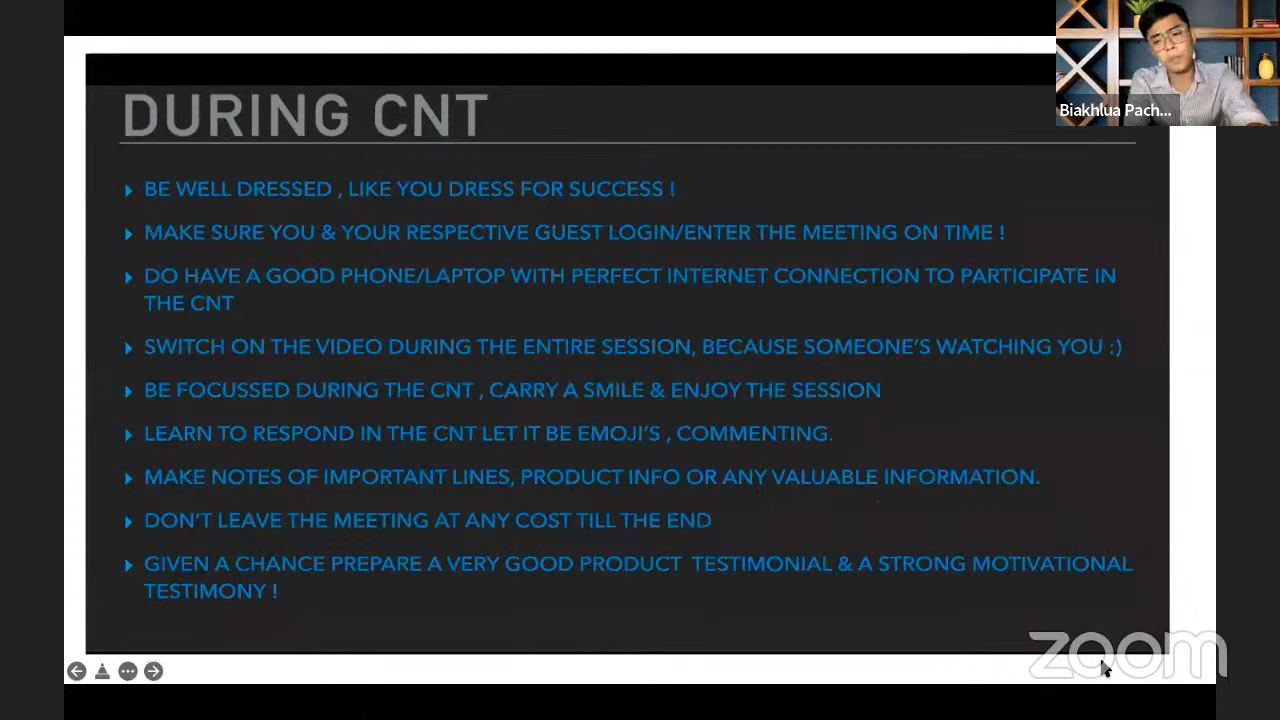 DURING CNT
Biakhlua Pach...
BE WELL DRESSED , LIKE YOU DRESS FOR SUCCESS !
MAKE SURE YOU & YOUR RESPECTIVE GUEST LOGIN/ENTER THE MEETING ON TIME !
DO HAVE A GOOD PHONE/LAPTOP WITH PERFECT INTERNET CONNECTION TO PARTICIPATE IN
THE CNT
SWITCH ON THE VIDEO DURING THE ENTIRE SESSION, BECAUSE SOMEONE'S WATCHING YOU :)
BE FOCUSSED DURING THE CNT , CARRY A SMILE & ENJOY THE SESSION
LEARN TO RESPOND IN THE CNT LET IT BE EMOJI'S , COMMENTING.
MAKE NOTES OF IMPORTANT LINES, PRODUCT INFO OR ANY VALUABLE INFORMATION.
DON'T LEAVE THE MEETING AT ANY COST TILL THE END
GIVEN A CHANCE PREPARE A VERY GOOD PRODUCT TESTIMONIAL & A STRONG MOTIVATIONAL
TESTIMONY !
zoom